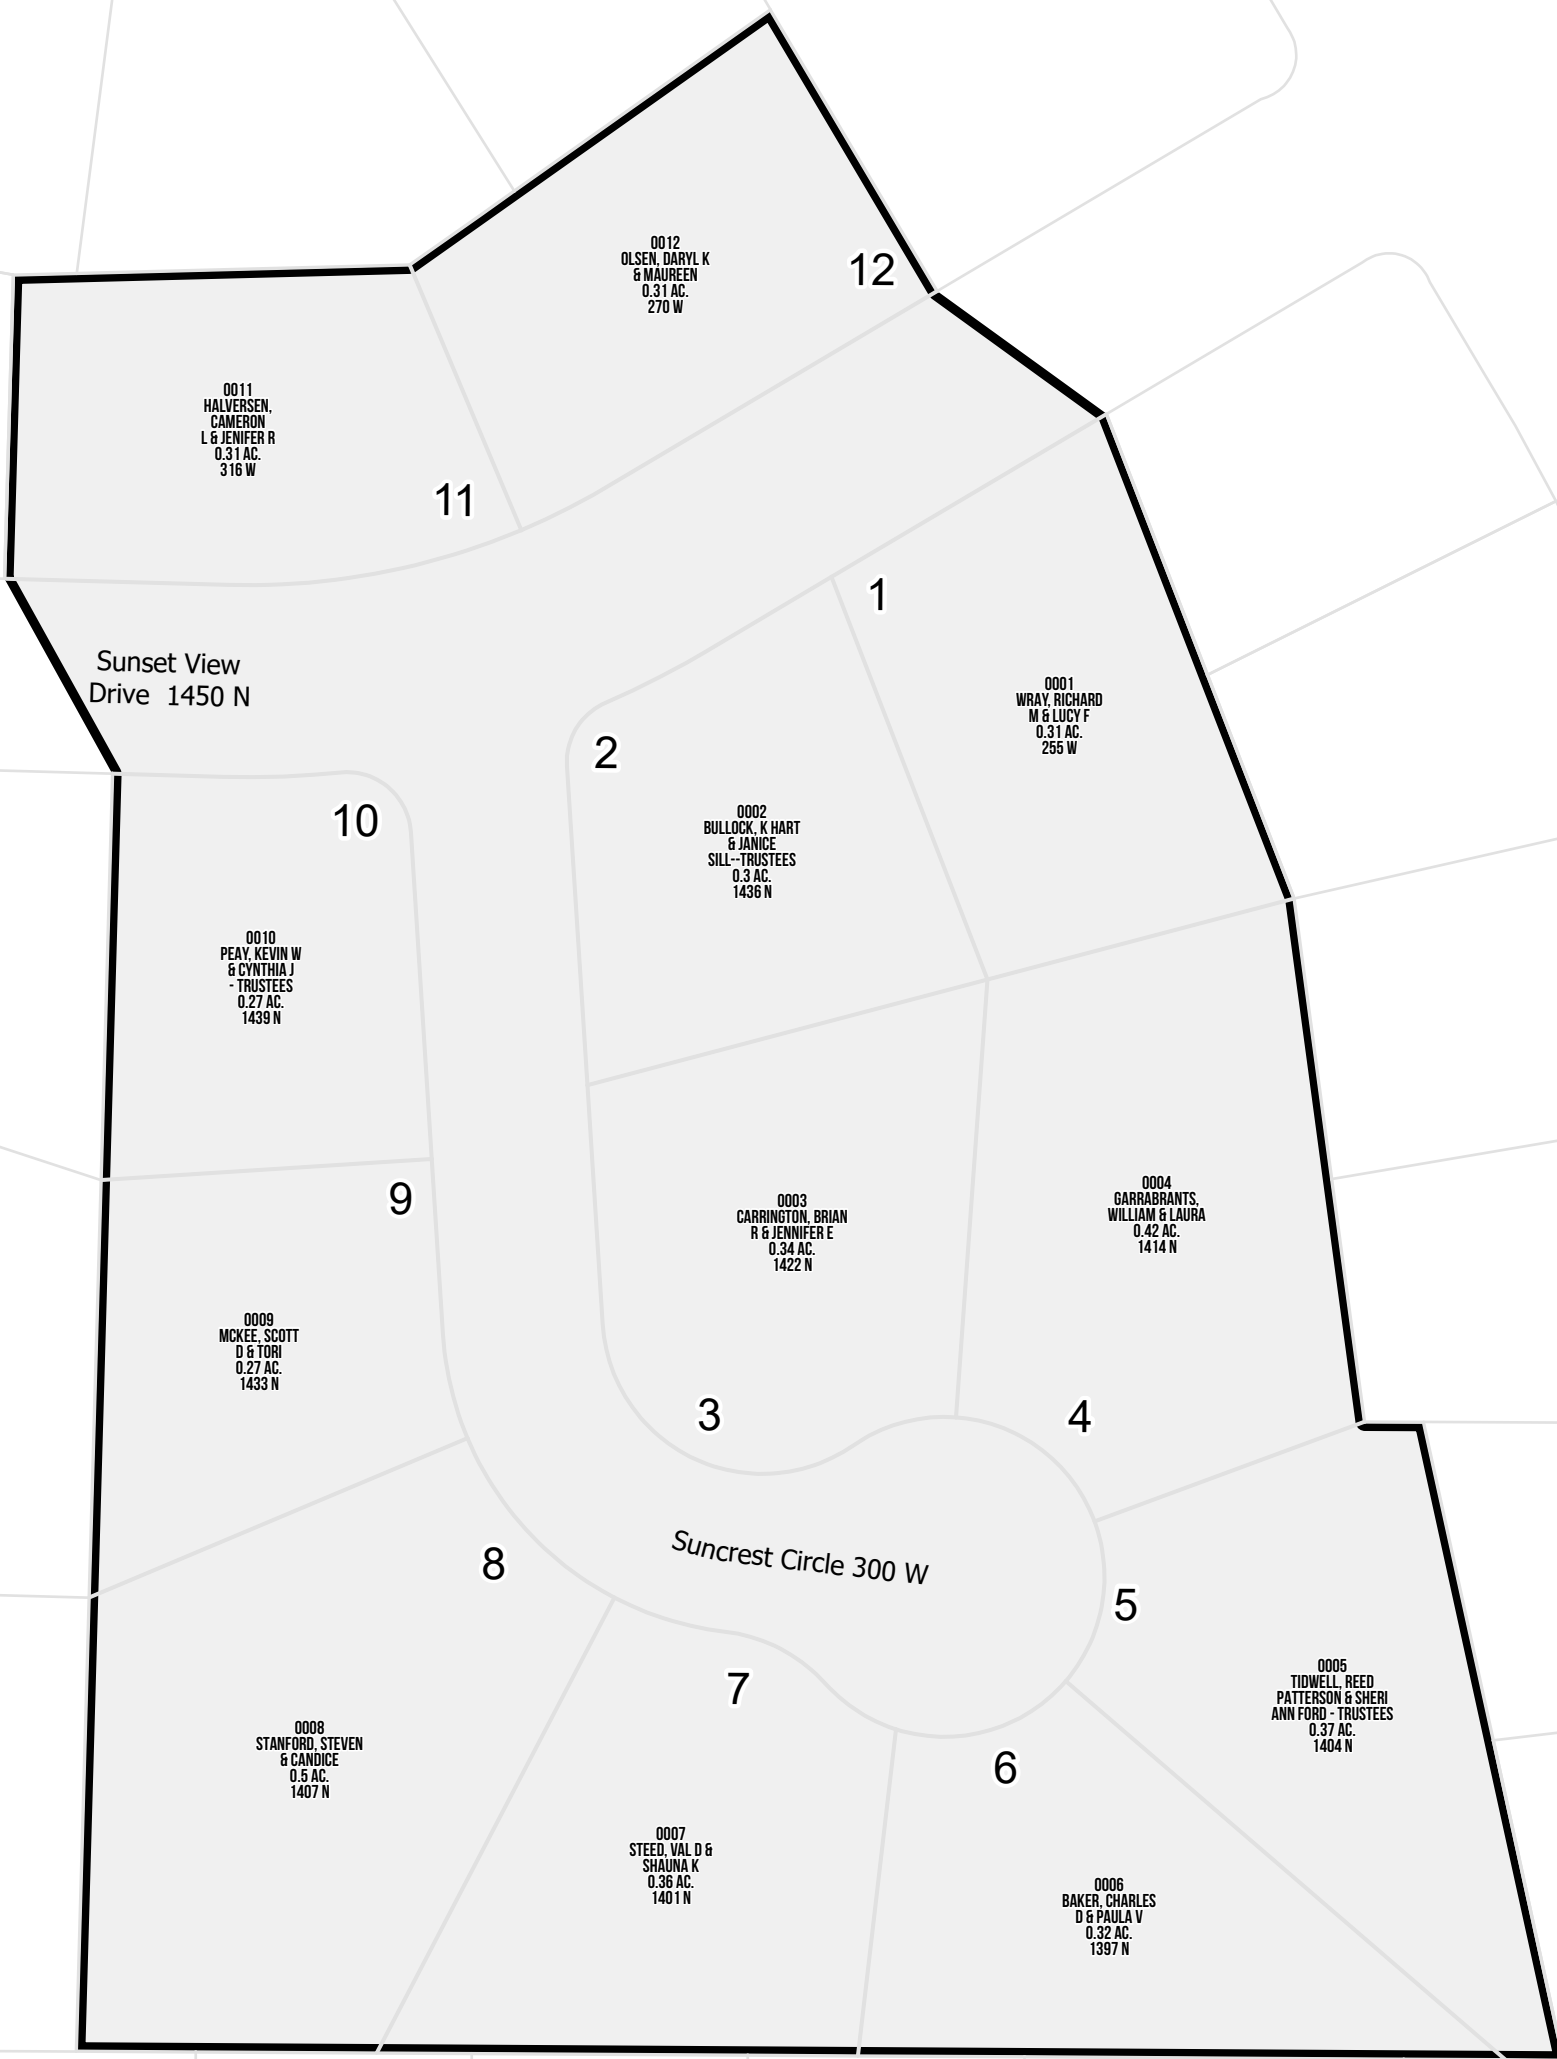 0012
OLSEN, DARYL K
& MAUREEN
0.31 AC.
270 W
12
0011
HALVERSEN,
CAMERON
L & JENIFER R
0.31 AC.
316 W
11
1
Sunset View
Drive 1450 N
0001
WRAY, RICHARD
M & LUCY F
0.31 AC.
255 W
2
10
0002
BULLOCK, K HART
& JANICE
SILL--TRUSTEES
0.3 AC.
1436 N
0010
PEAY, KEVIN W
& CYNTHIA J
- TRUSTEES
0.27 AC.
1439 N
9
0003
CARRINGTON, BRIAN
R & JENNIFER E
0.34 AC.
1422 N
0004
GARRABRANTS,
WILLIAM & LAURA
0.42 AC.
1414 N
0009
MCKEE, SCOTT
D & TORI
0.27 AC.
1433 N
3
4
8
Suncrest Circle 300 W
5
7
0005
TIDWELL, REED
PATTERSON & SHERI
ANN FORD - TRUSTEES
0.37 AC.
1404 N
0008
STANFORD, STEVEN
& CANDICE
0.5 AC.
1407 N
6
0007
STEED, VAL D &
SHAUNA K
0.36 AC.
1401 N
0006
BAKER, CHARLES
D & PAULA V
0.32 AC.
1397 N